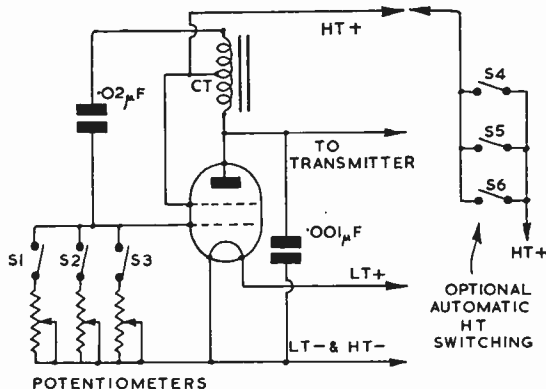 HT+
CT
·02µF
S4
S5
S6
TO
TRANSMITTER
·001µF
HT+
S1
S2
S3
LT+
OPTIONAL
AUTOMATIC
HT
SWITCHING
LT- & HT-
POTENTIOMETERS